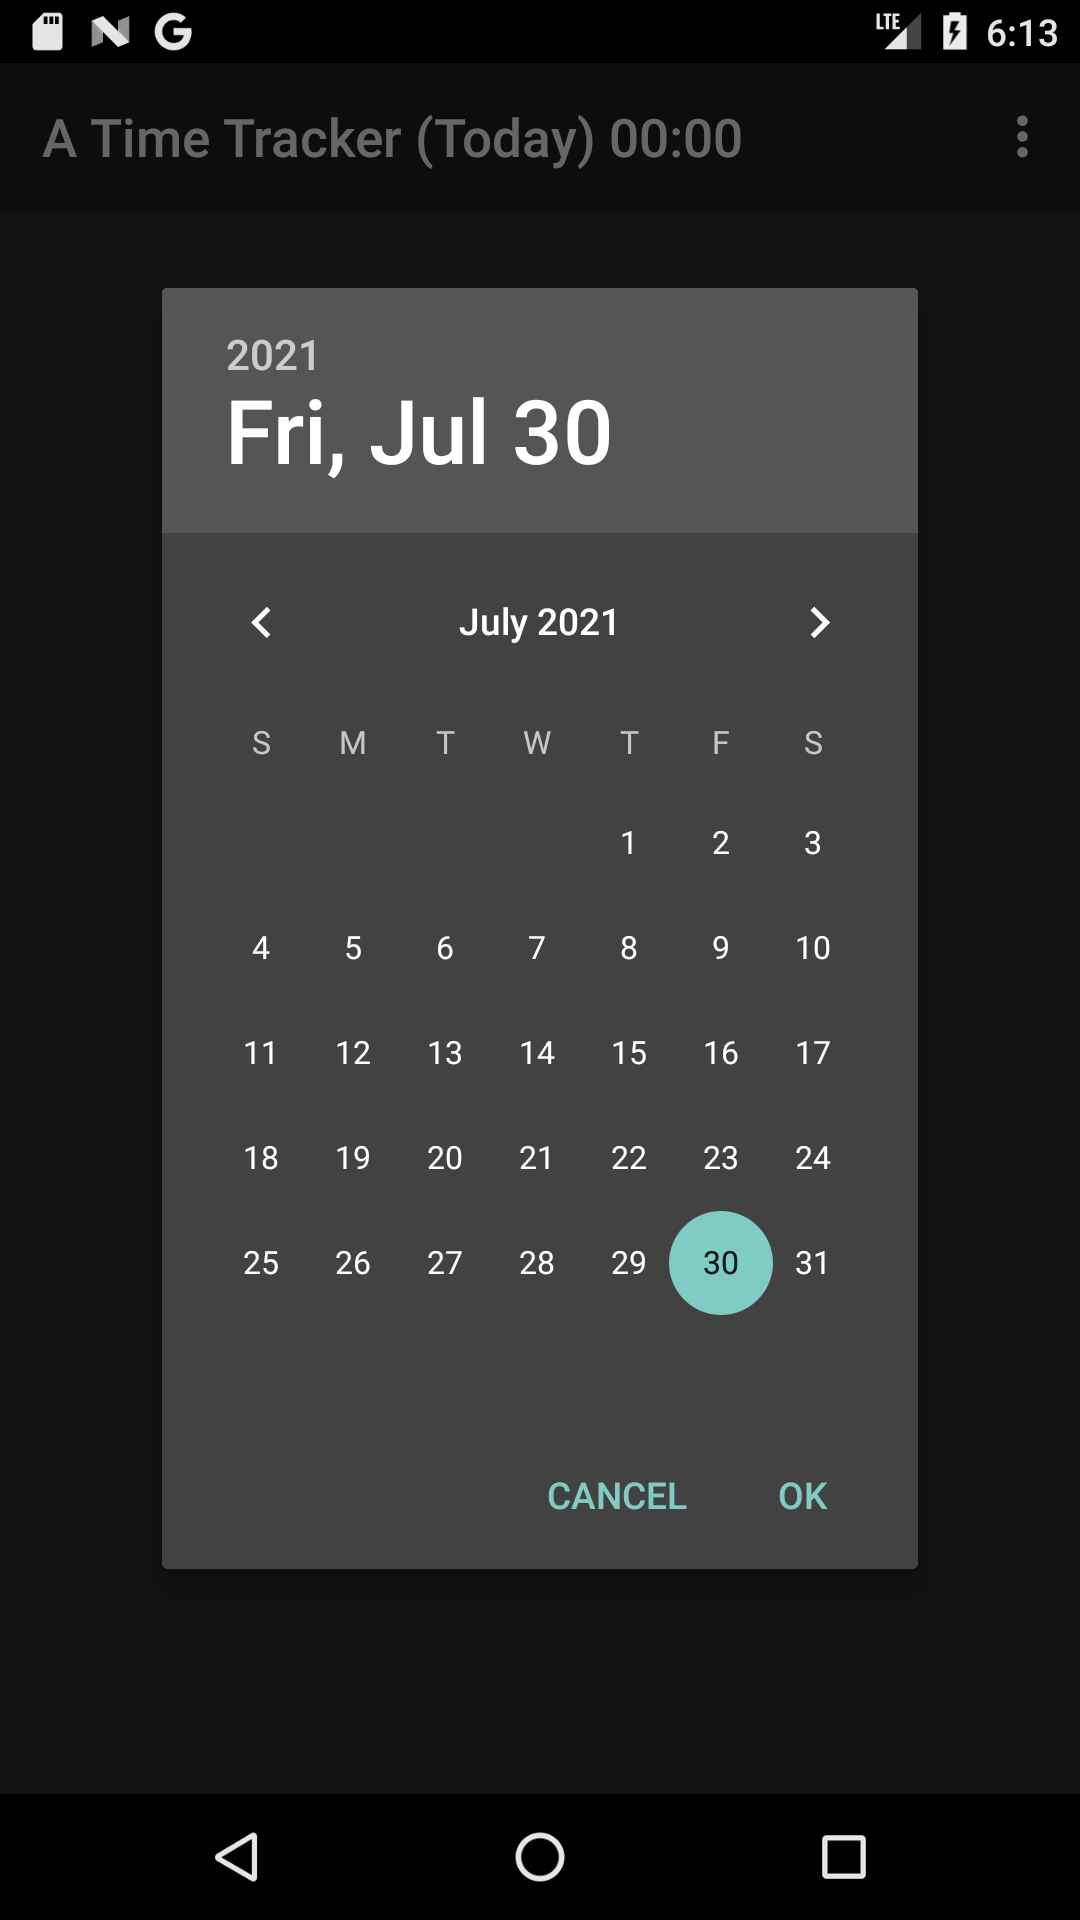 LTE 6:13
A Time Tracker (Today) 00:00
2021
Fri, Jul 30
July 2021
S M T W T F S
1 2 3
4 5 6 7 8 9 10
11 12 13 14 15 16 17
18 19 20 21 22 23 24
25 26 27 28 29 30 31
CANCEL OK